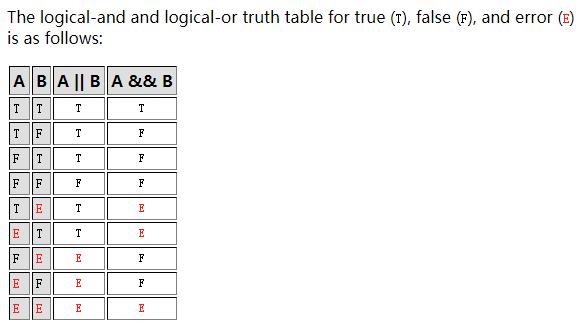 The logical-and and logical-or truth table for true (T), false (F), and error (E)
is as follows:
A B A || B A && B
T T T T
T F T F
F T T F
F F F F
T E T E
E T T E
F E E F
E F E F
E E E E